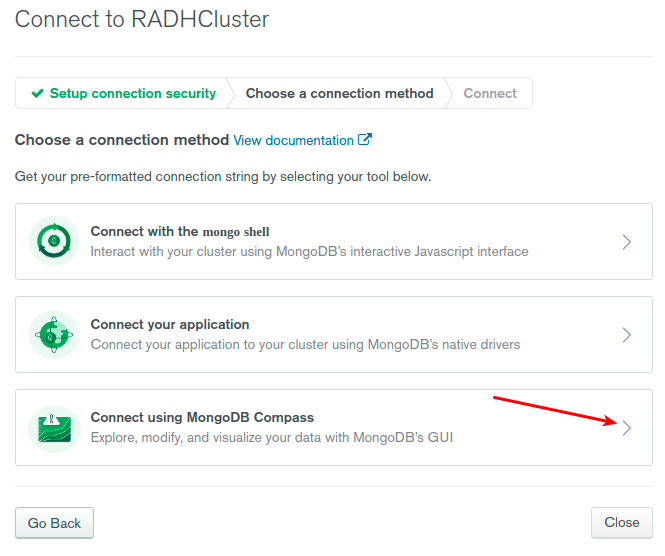 Connect to RADHCluster
Setup connection security
Choose a connection method
Connect
Choose a connection method View documentation
Get your pre-formatted connection string by selecting your tool below.
Connect with the mongo shell
Interact with your cluster using MongoDB's interactive Javascript interface
Connect your application
Connect your application to your cluster using MongoDB's native drivers
Connect using MongoDB Compass
Explore, modify, and visualize your data with MongoDB's GUI
Go Back
Close